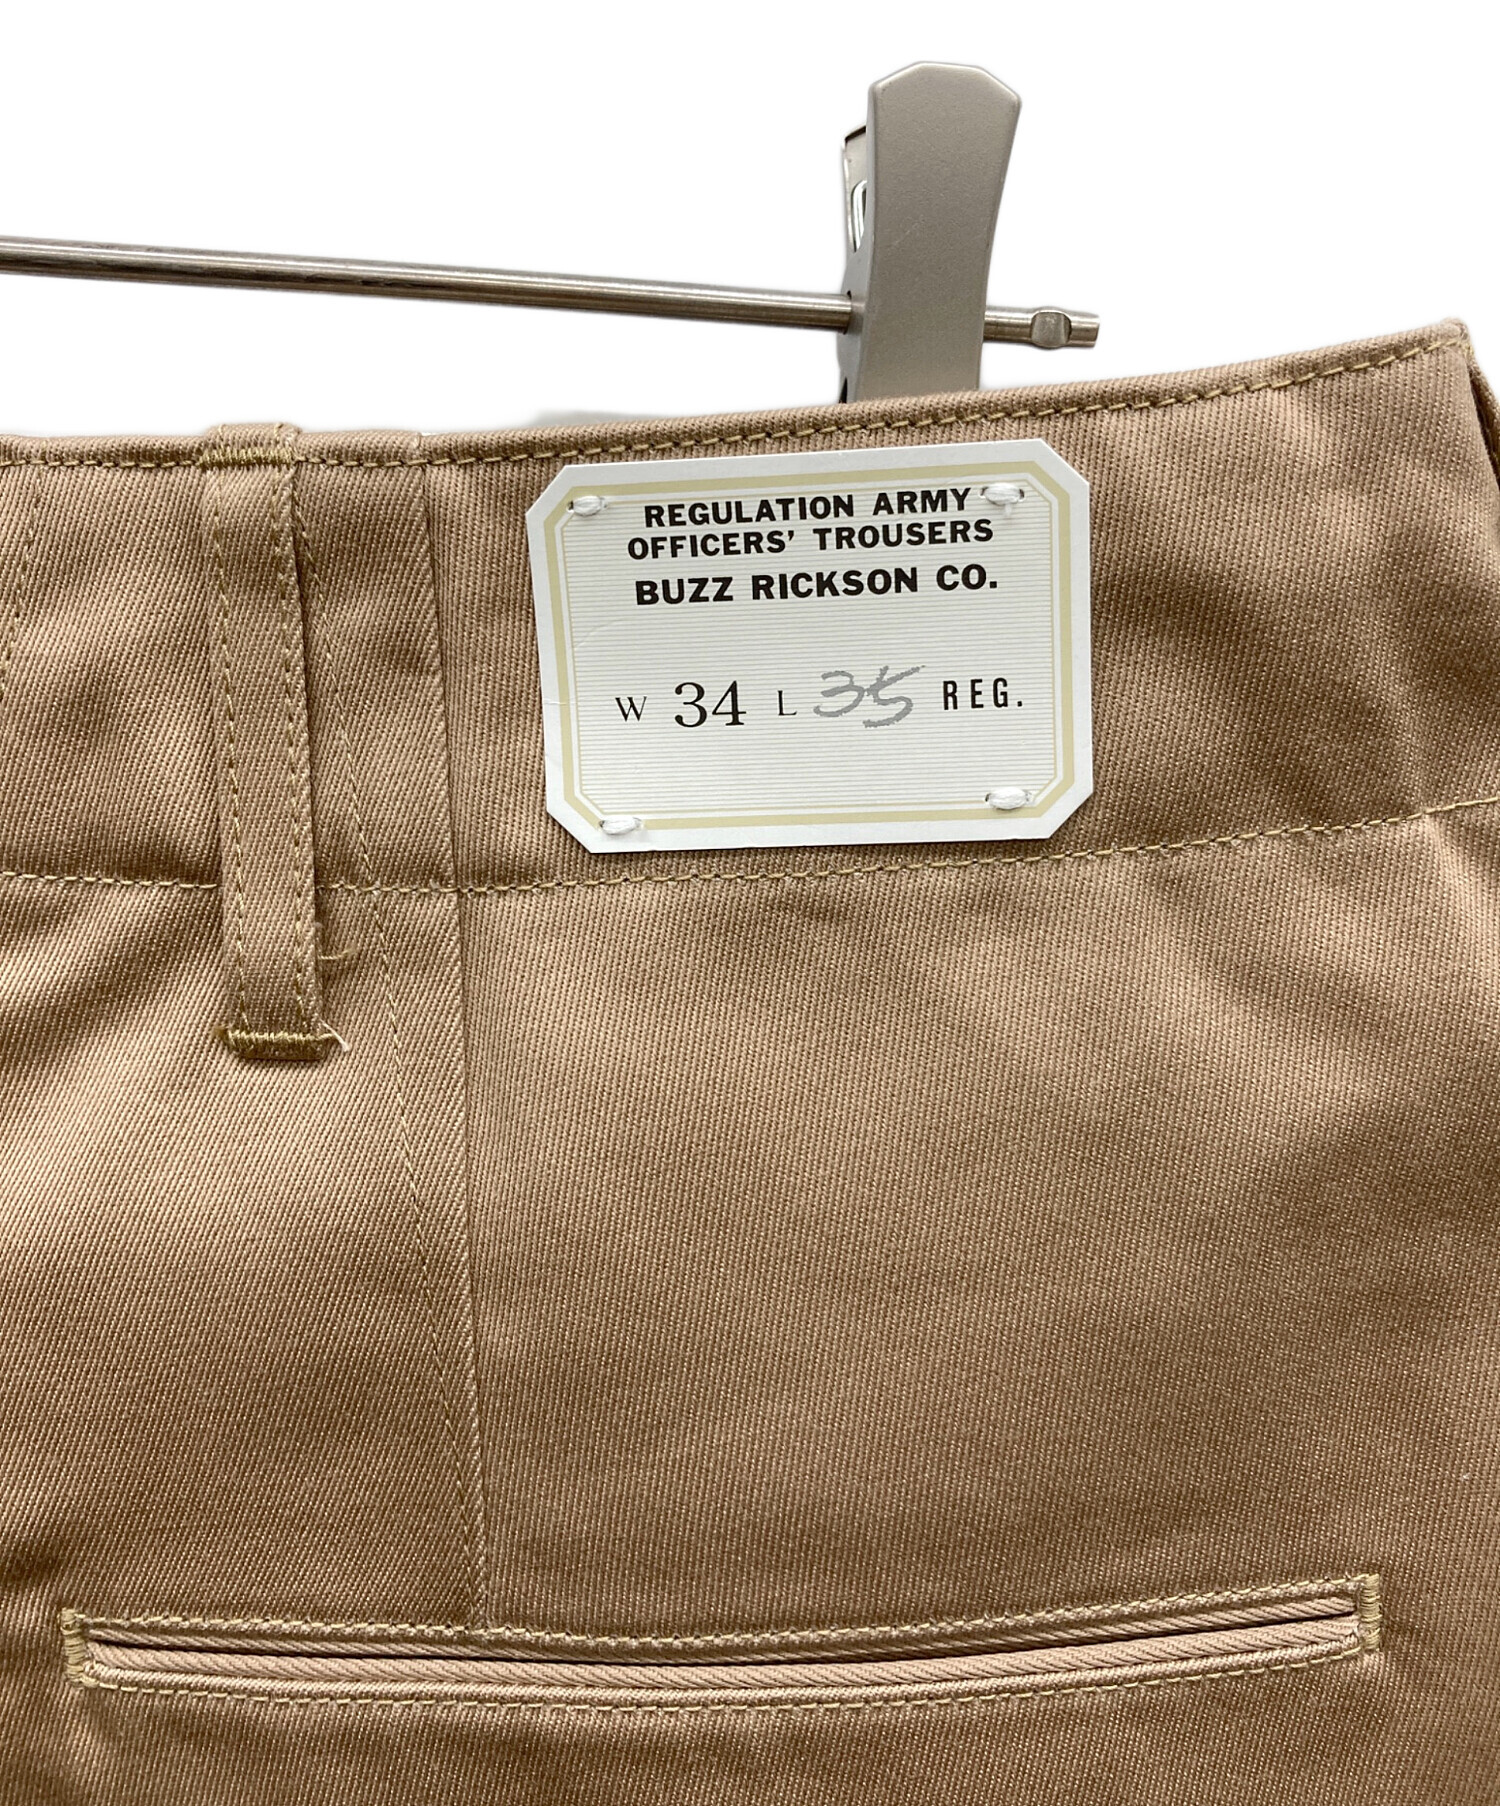 REGULATION ARMY
OFFICERS' TROUSERS
BUZZ RICKSON CO.
W 34 L 35 REG.